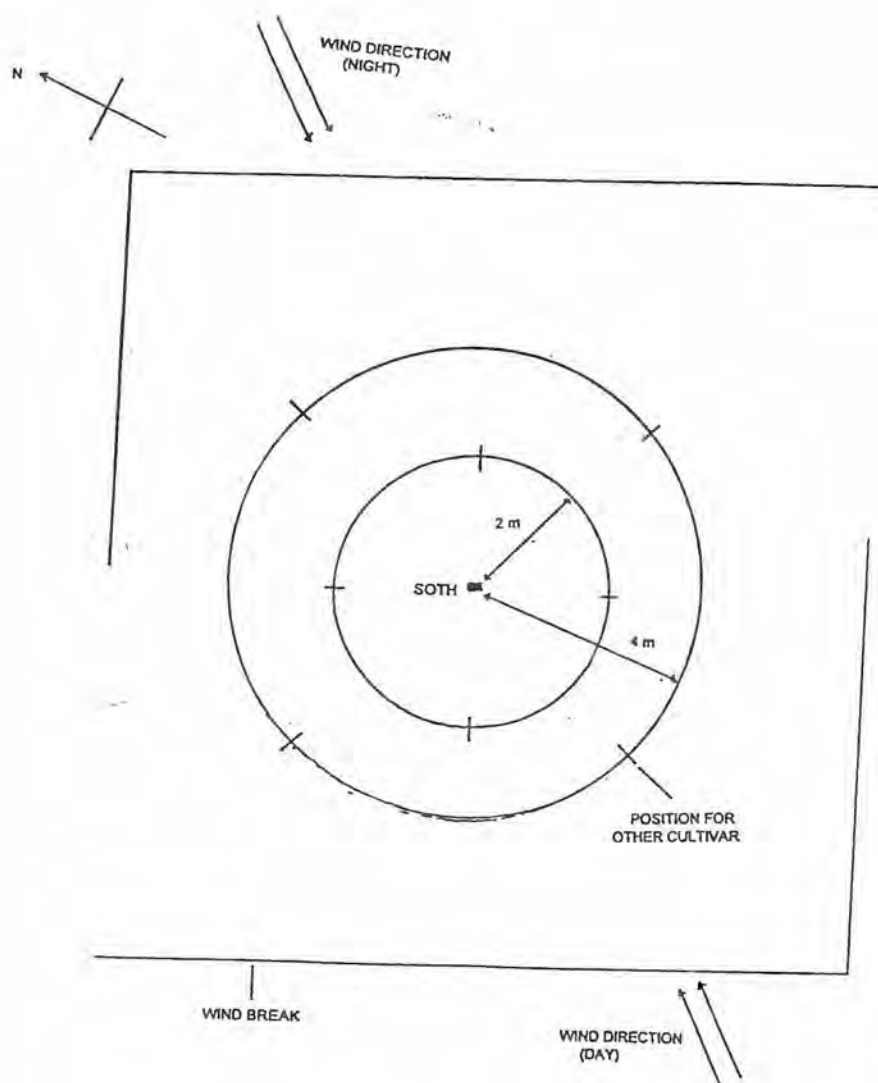 WIND DIRECTION
(NIGHT)
N
2 m
SOTH
4 m
POSITION FOR
OTHER CULTIVAR
WIND BREAK
WIND DIRECTION
(DAY)